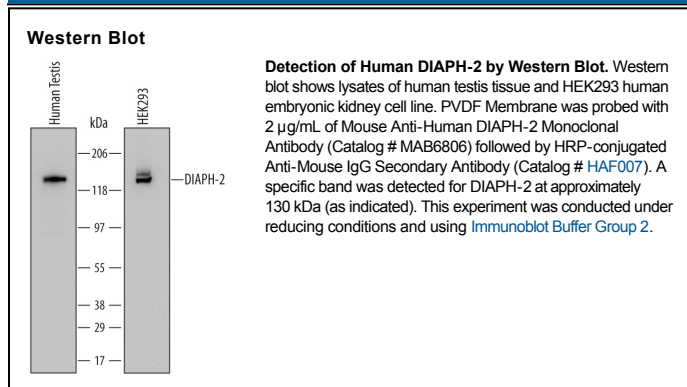 Western Blot
Human Testis
kDa
HEK293
206
DIAPH-2
118
97
55
38
29
17
Detection of Human DIAPH-2 by Western Blot. Western
blot shows lysates of human testis tissue and HEK293 human
embryonic kidney cell line. PVDF Membrane was probed with
2 µg/mL of Mouse Anti-Human DIAPH-2 Monoclonal
Antibody (Catalog # MAB6806) followed by HRP-conjugated
Anti-Mouse IgG Secondary Antibody (Catalog # HAF007). A
specific band was detected for DIAPH-2 at approximately
130 kDa (as indicated). This experiment was conducted under
reducing conditions and using Immunoblot Buffer Group 2.